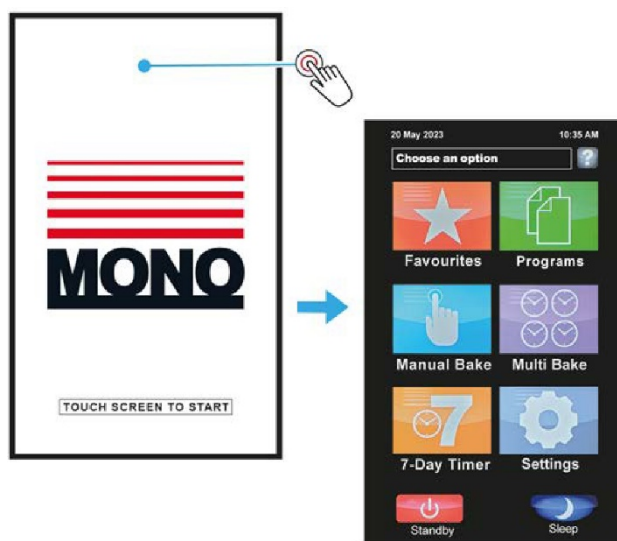 MONO
TOUCH SCREEN TO START
20 May 2023 10:35 AM
Choose an option ?
Favourites Programs
Manual Bake Multi Bake
7
7-Day Timer Settings
Standby Sleep